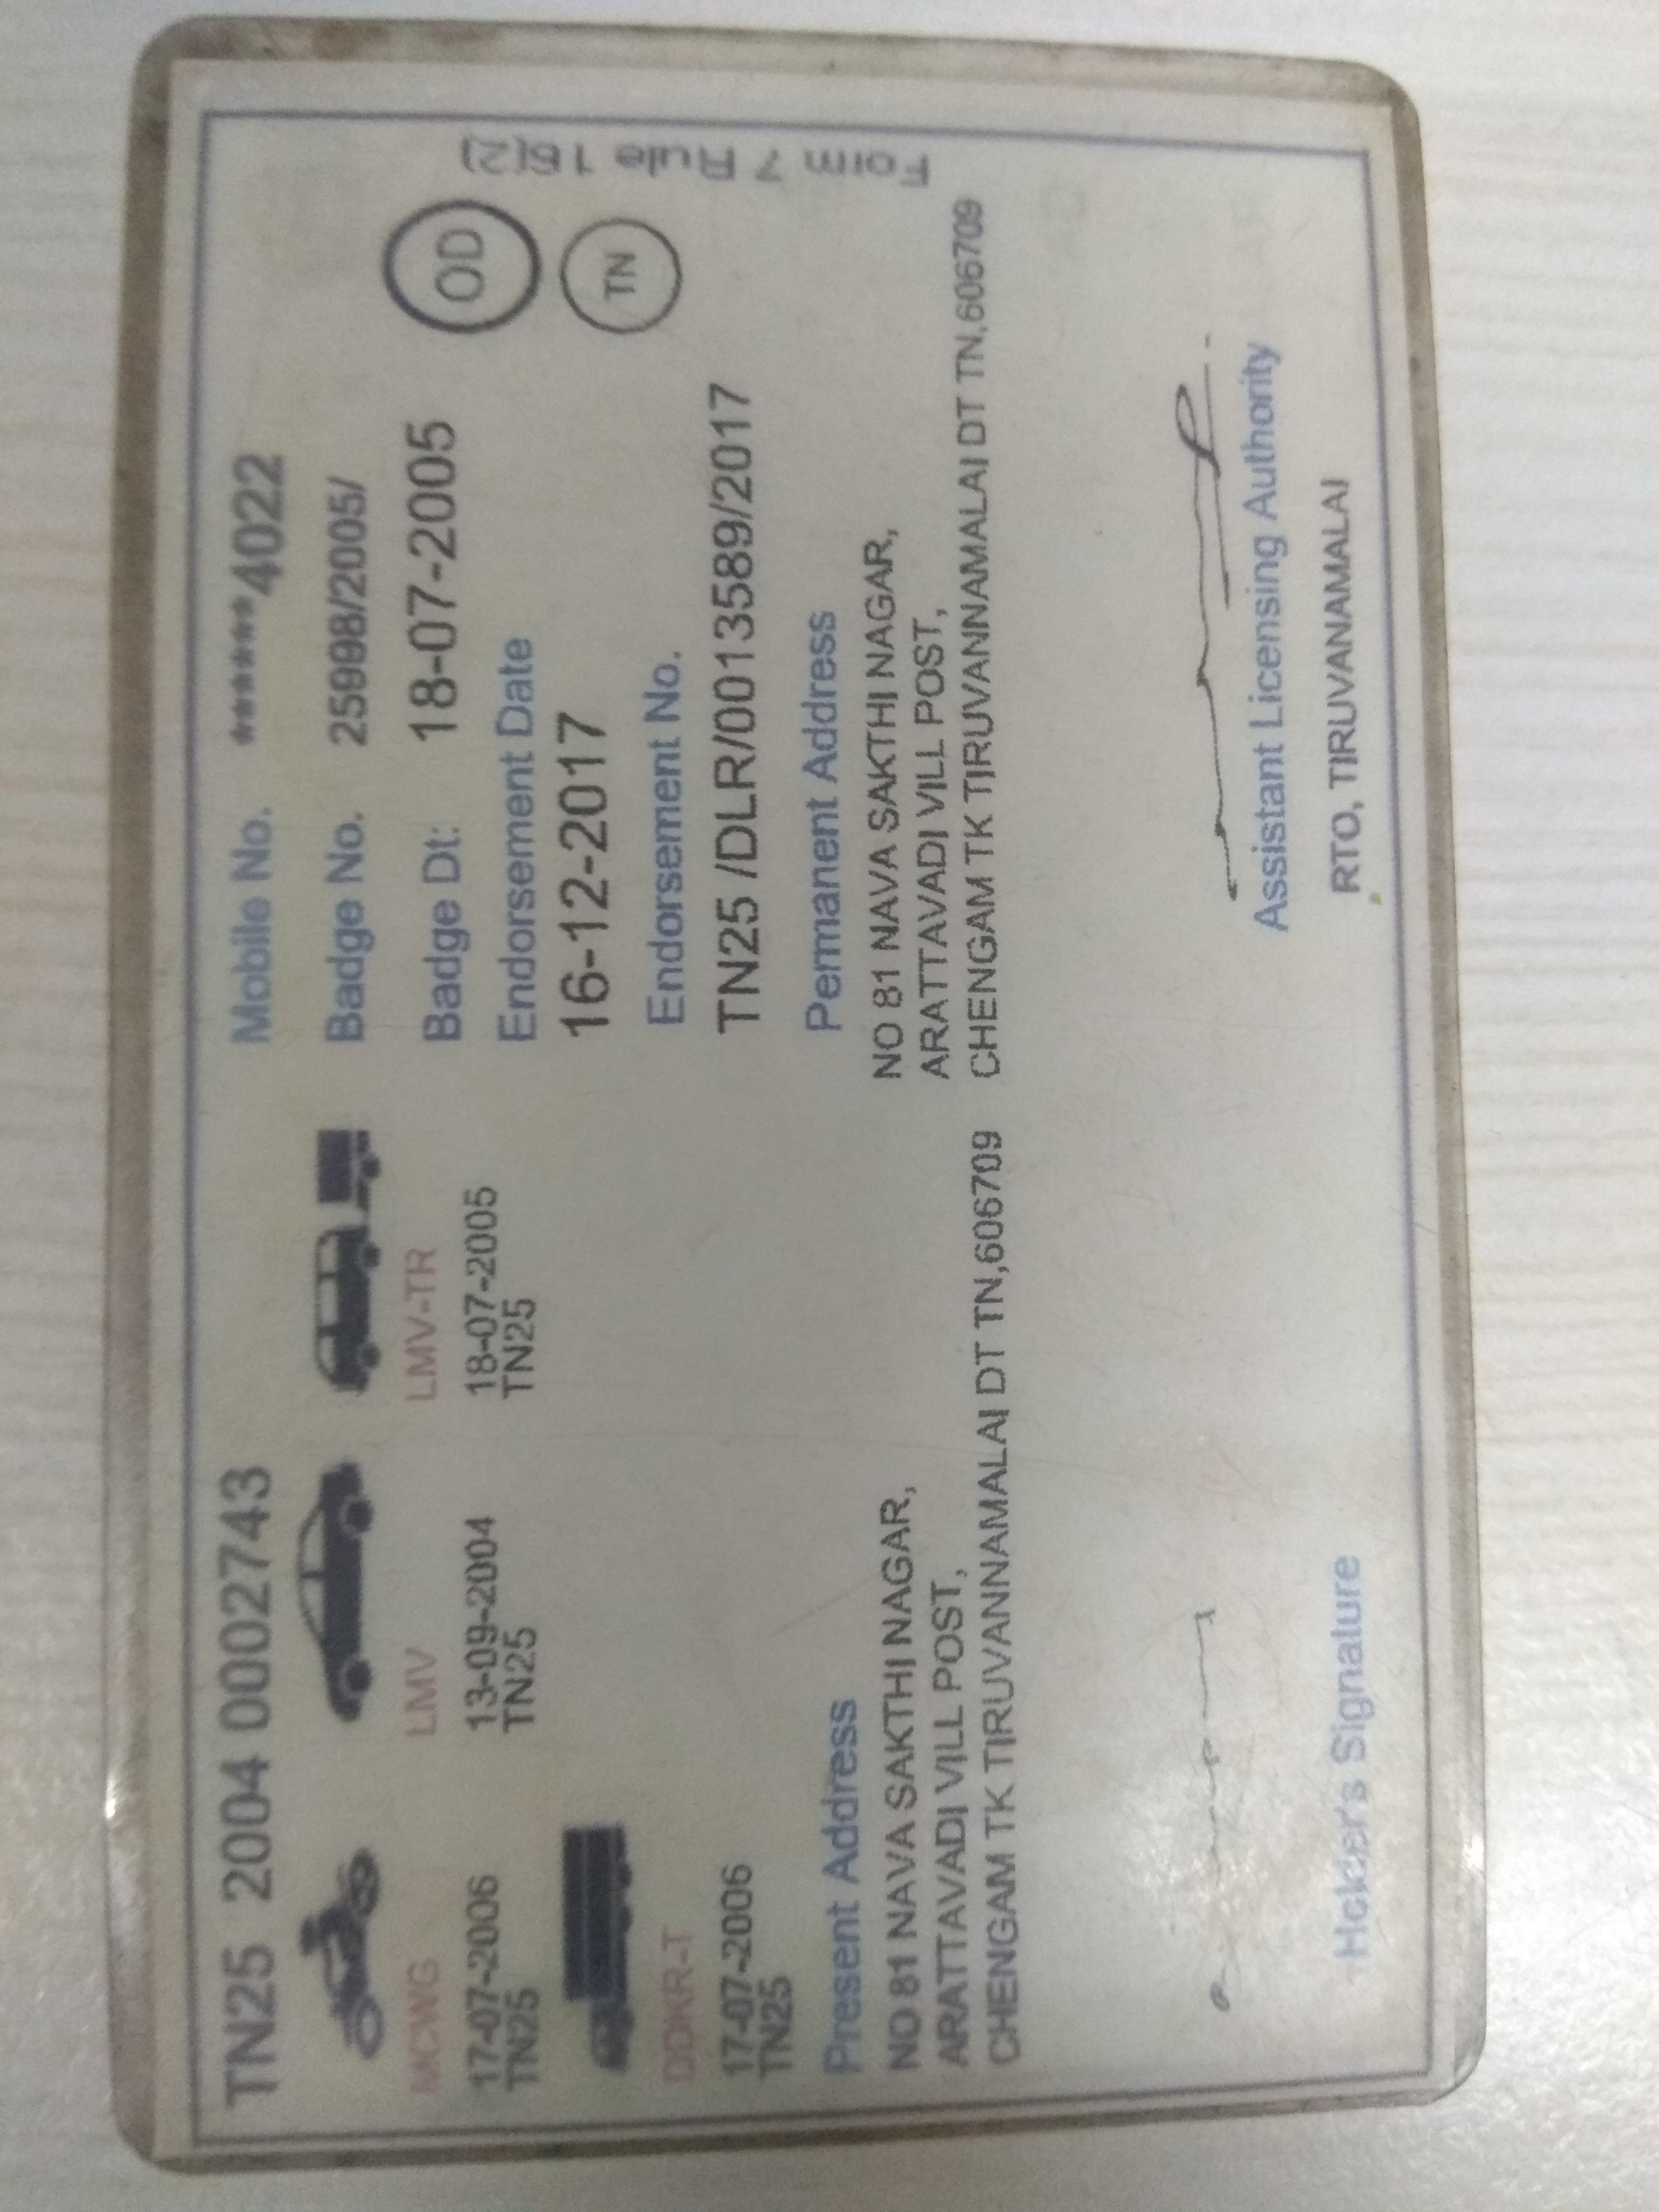 TN25 2004 0002743
Mobile No. ******4022
Badge No. 25998/2005/
Badge Dt: 18-07-2005
OD
TN
Form 7 Rule 16(2)
MCWG
17-07-2006
TN25
LMV
13-09-2004
TN25
LMV-TR
18-07-2005
TN25
Endorsement Date
16-12-2017
Endorsement No.
TN25 /DLR/0013589/2017
17-07-2006
TN25
Present Address
NO 81 NAVA SAKTHI NAGAR,
ARATTAVADI VILL POST,
CHENGAM TK TIRUVANNAMALAI DT TN,606709
Permanent Address
NO 81 NAVA SAKTHI NAGAR,
ARATTAVADI VILL POST,
CHENGAM TK TIRUVANNAMALAI DT TN,606709
Holder's Signature
Assistant Licensing Authority
RTO, TIRUVANAMALAI